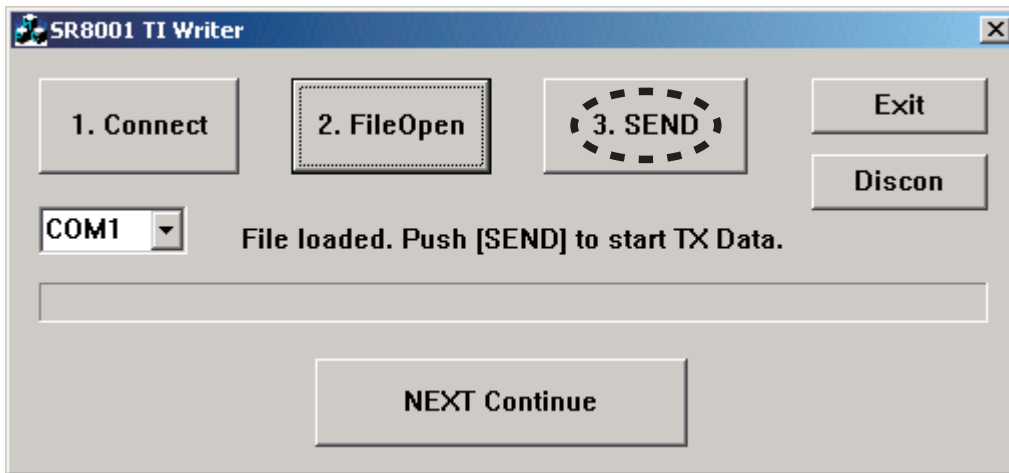 SR8001 TI Writer
1. Connect
2. FileOpen
3. SEND
Exit
Discon
COM1
File loaded. Push [SEND] to start TX Data.
NEXT Continue